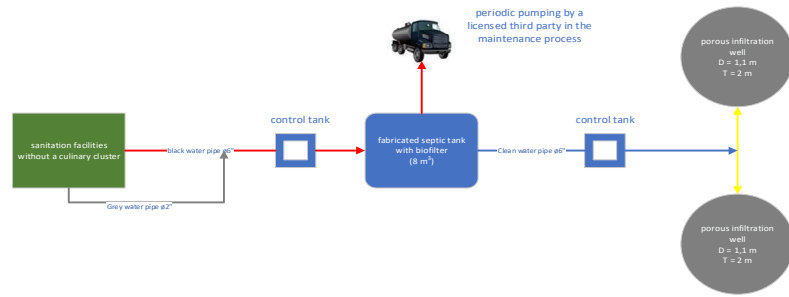 periodic pumping by a
licensed third party in the
maintenance process
porous infiltration
well
D = 1,1 m
T = 2 m
control tank
control tank
sanitation facilities
without a culinary cluster
black water pipe ø6"
fabricated septic tank
with biofilter
(8 m³)
Clean water pipe ø6"
Grey water pipe ø2"
porous infiltration
well
D = 1,1 m
T = 2 m